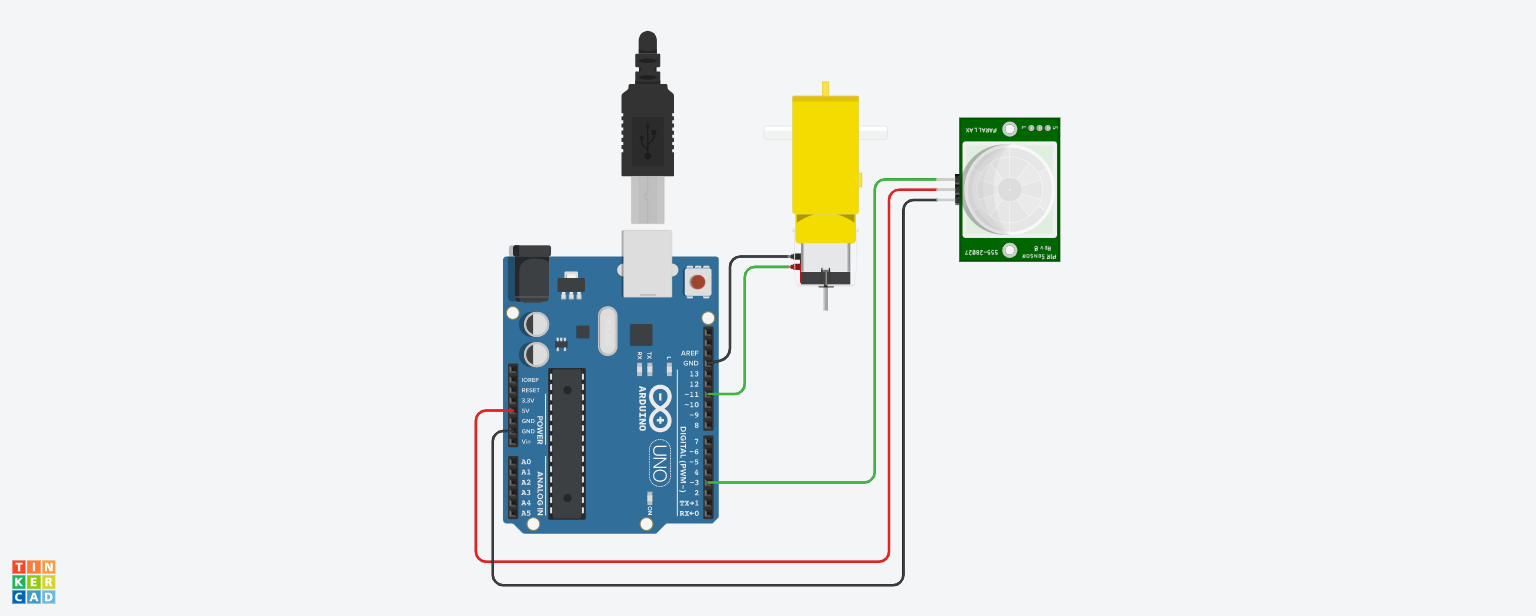 PARALLAX
1
3
555-28027
PIR SENSOR
Rev B
AREF
GND
13
12
~11
~10
~9
8
7
~6
~5
4
~3
2
TX→1
RX←0
DIGITAL (PWM~)
IOREF
RESET
3.3V
5V
GND
GND
Vin
POWER
A0
A1
A2
A3
A4
A5
ANALOG IN
RX
TX
L
ARDUINO
UNO
ON
TIN
KER
CAD